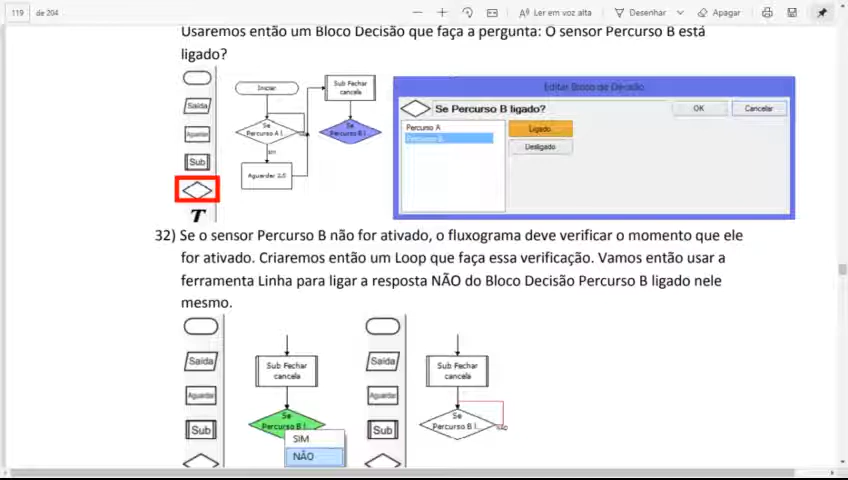 119 de 204
Ler em voz alta
Desenhar
Apagar
Usaremos então um Bloco Decisão que faça a pergunta: O sensor Percurso B está
ligado?
Saída
Aguardar
Sub
T
Iniciar
Se
Percurso A l.
SIM
Aguardar 2,0
Sub Fechar
cancela
Se
Percurso B l.
Editar Bloco de Decisão
Se Percurso B ligado?
OK
Cancelar
Percurso A
Percurso B
Ligado
Desligado
32) Se o sensor Percurso B não for ativado, o fluxograma deve verificar o momento que ele
for ativado. Criaremos então um Loop que faça essa verificação. Vamos então usar a
ferramenta Linha para ligar a resposta NÃO do Bloco Decisão Percurso B ligado nele
mesmo.
Saída
Aguardar
Sub
Sub Fechar
cancela
Se
Percurso B l.
SIM
NÃO
Saída
Aguardar
Sub
Sub Fechar
cancela
Se
Percurso B l.
NÃO